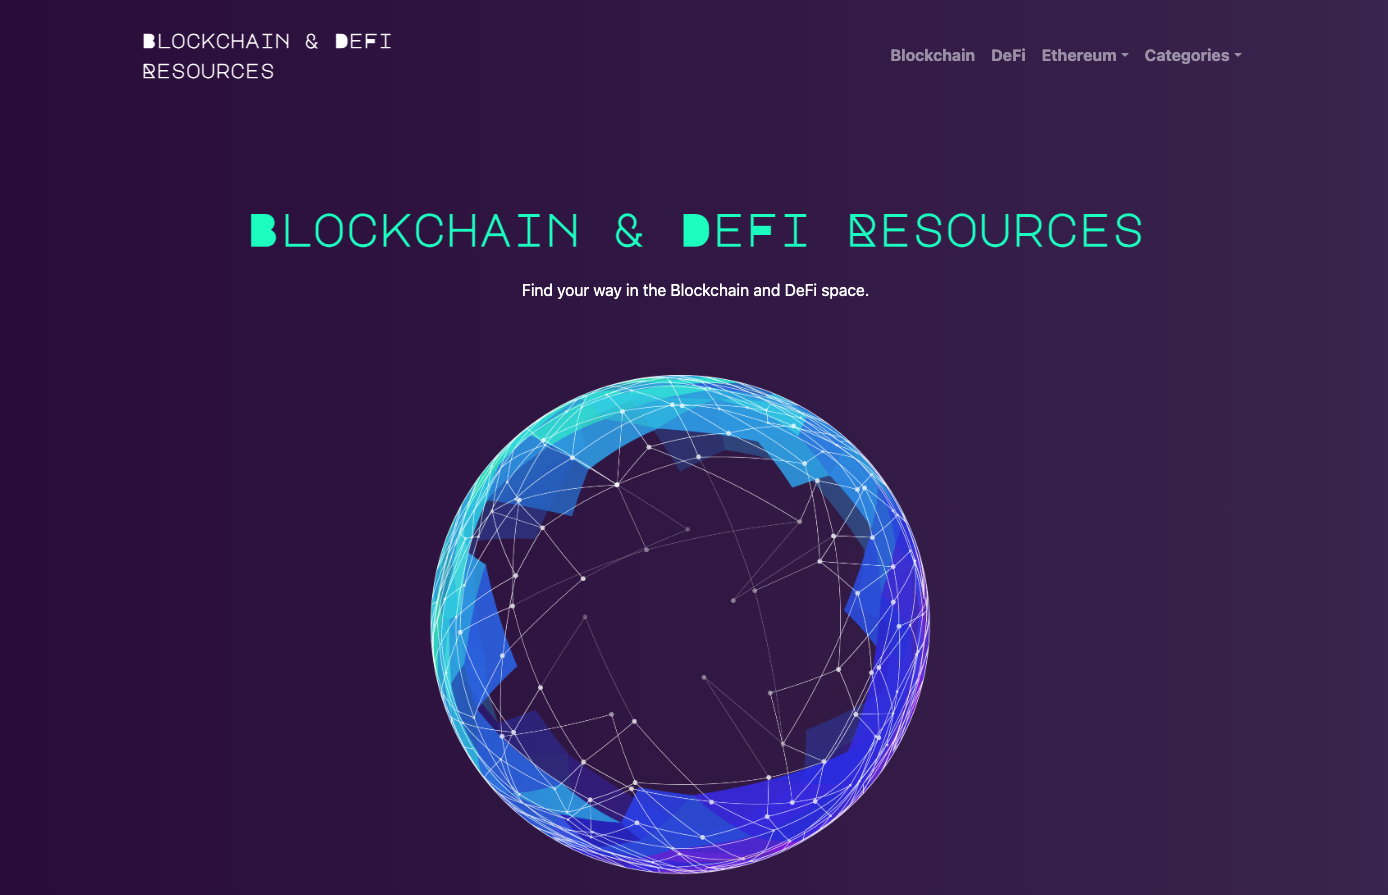 Blockchain & DeFi
Resources
Blockchain
DeFi
Ethereum
Categories
Blockchain & DeFi Resources
Find your way in the Blockchain and DeFi space.